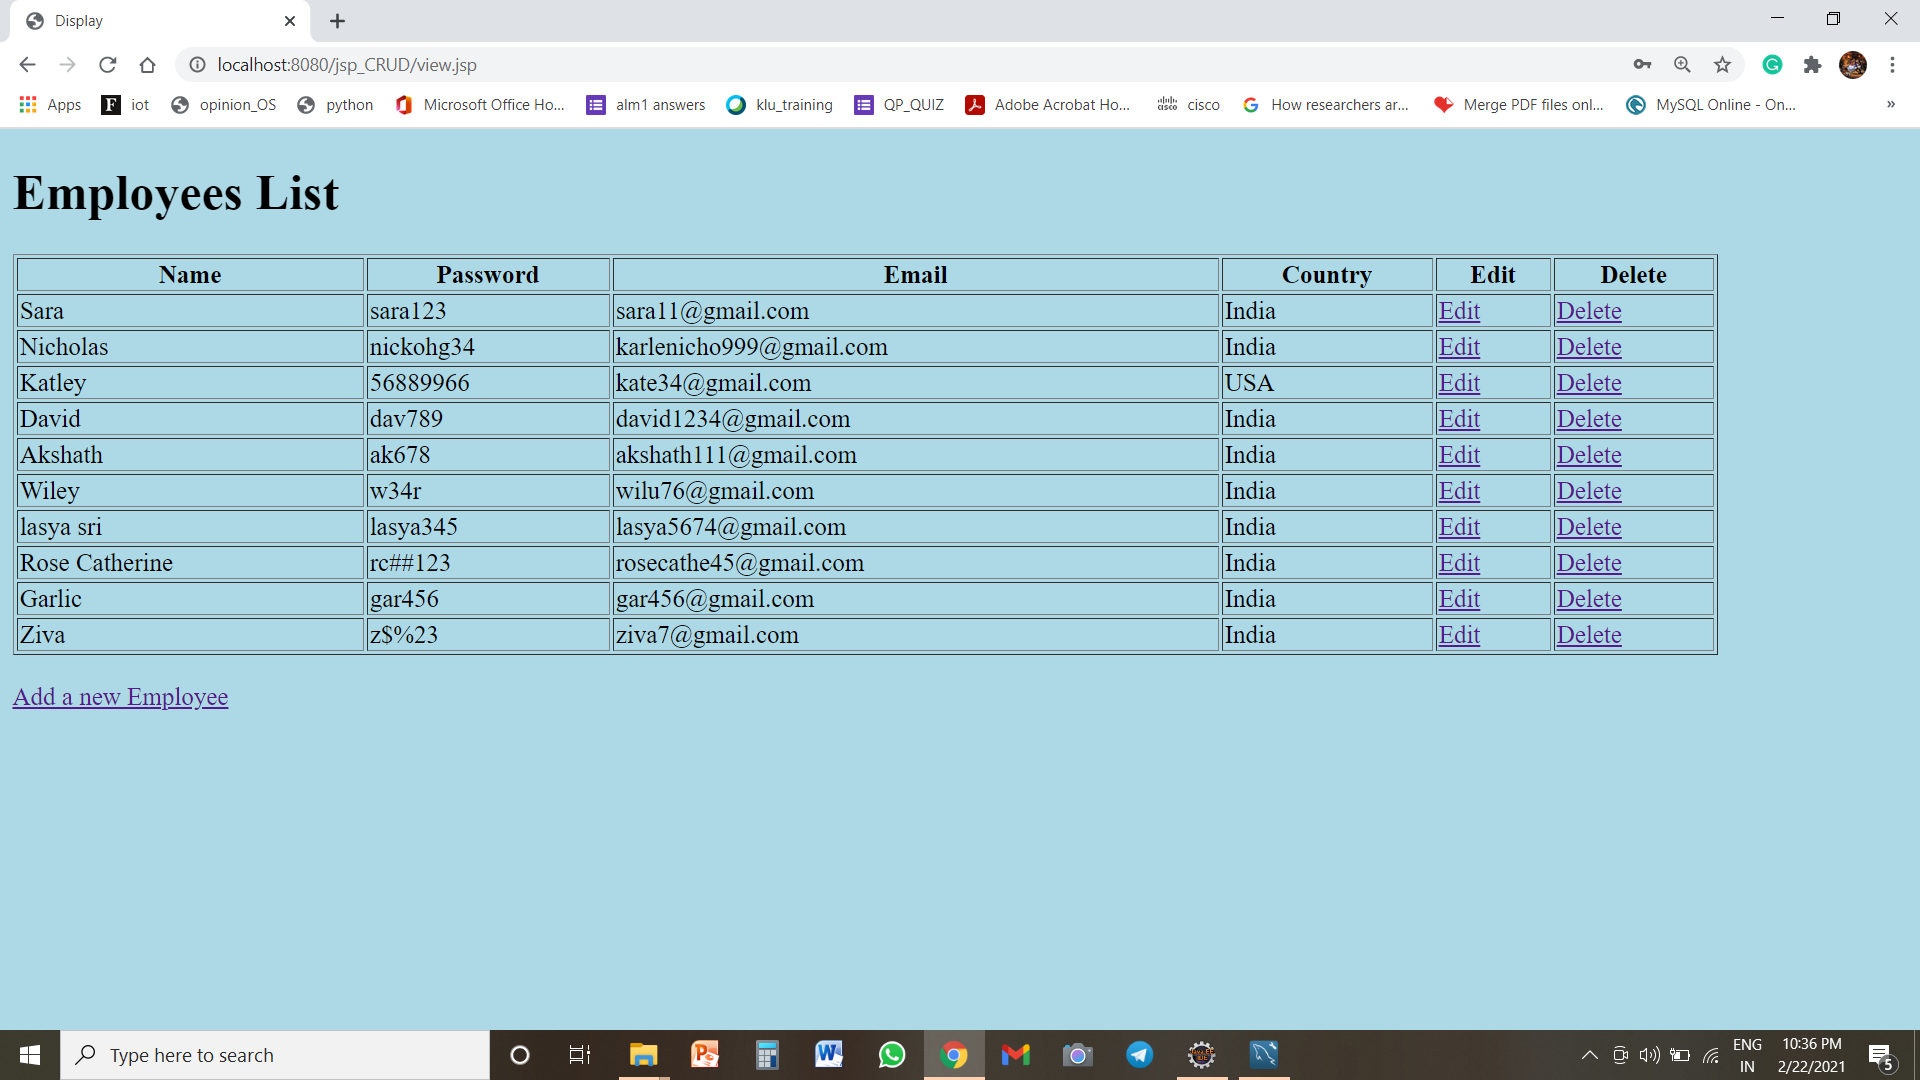 Display
localhost:8080/jsp_CRUD/view.jsp
Apps iot opinion_OS python Microsoft Office Ho... alm1 answers klu_training QP_QUIZ Adobe Acrobat Ho... cisco How researchers ar... Merge PDF files onl... MySQL Online - On... »
Employees List
Name Password Email Country Edit Delete
Sara sara123 sara11@gmail.com India Edit Delete
Nicholas nickohg34 karlenicho999@gmail.com India Edit Delete
Katley 56889966 kate34@gmail.com USA Edit Delete
David dav789 david1234@gmail.com India Edit Delete
Akshath ak678 akshath111@gmail.com India Edit Delete
Wiley w34r wilu76@gmail.com India Edit Delete
lasya sri lasya345 lasya5674@gmail.com India Edit Delete
Rose Catherine rc##123 rosecathe45@gmail.com India Edit Delete
Garlic gar456 gar456@gmail.com India Edit Delete
Ziva z$%23 ziva7@gmail.com India Edit Delete
Add a new Employee
Type here to search
ENG 10:36 PM
IN 2/22/2021 5